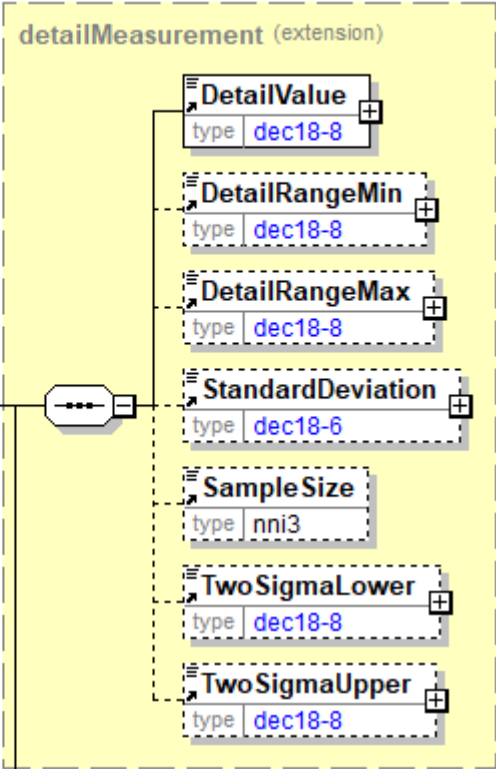 detailMeasurement (extension)
DetailValue
type dec18-8
DetailRangeMin
type dec18-8
DetailRangeMax
type dec18-8
StandardDeviation
type dec18-6
SampleSize
type nni3
TwoSigmaLower
type dec18-8
TwoSigmaUpper
type dec18-8